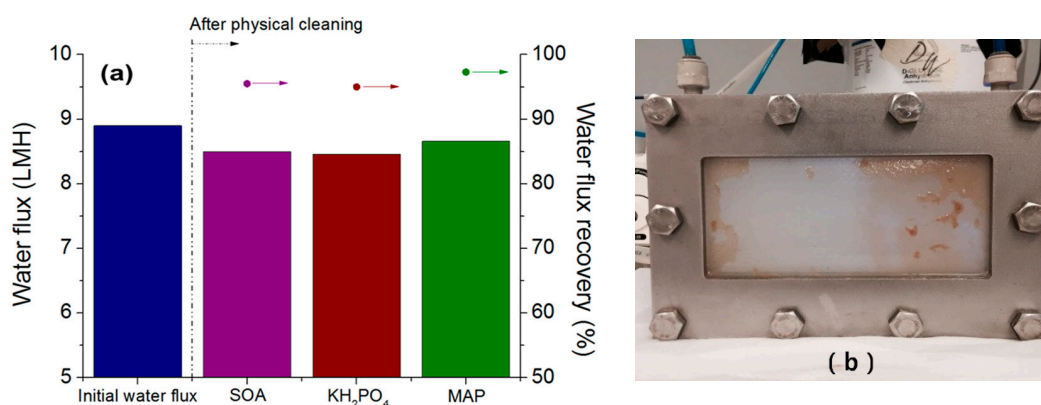 After physical cleaning
(a)
Water flux (LMH)
10
9
8
7
6
5
100
90
80
70
60
50
Water flux recovery (%)
Initial water flux
SOA
KH₂PO₄
MAP
(b)